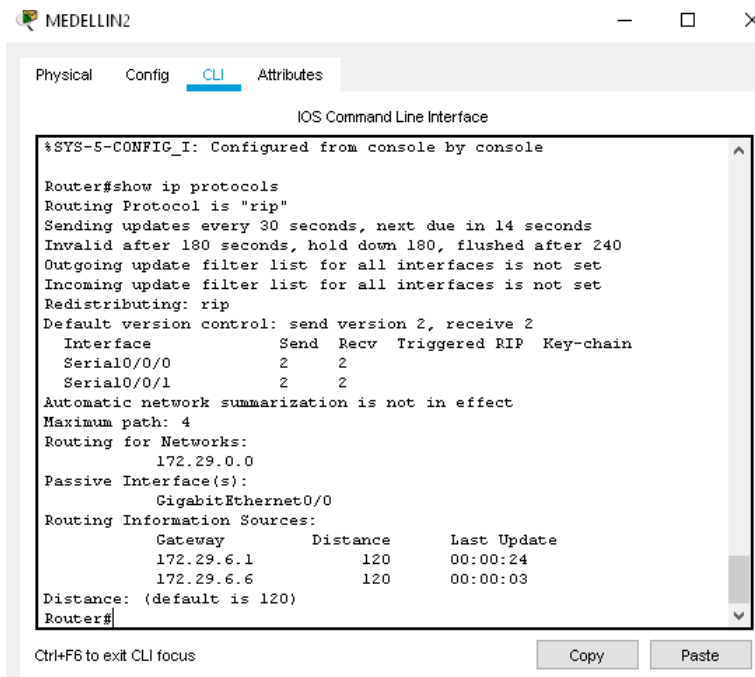 MEDELLIN2
Physical Config CLI Attributes
IOS Command Line Interface
%SYS-5-CONFIG_I: Configured from console by console
Router#show ip protocols
Routing Protocol is "rip"
Sending updates every 30 seconds, next due in 14 seconds
Invalid after 180 seconds, hold down 180, flushed after 240
Outgoing update filter list for all interfaces is not set
Incoming update filter list for all interfaces is not set
Redistributing: rip
Default version control: send version 2, receive 2
Interface Send Recv Triggered RIP Key-chain
Serial0/0/0 2 2
Serial0/0/1 2 2
Automatic network summarization is not in effect
Maximum path: 4
Routing for Networks:
172.29.0.0
Passive Interface(s):
GigabitEthernet0/0
Routing Information Sources:
Gateway Distance Last Update
172.29.6.1 120 00:00:24
172.29.6.6 120 00:00:03
Distance: (default is 120)
Router#
Ctrl+F6 to exit CLI focus
Copy Paste